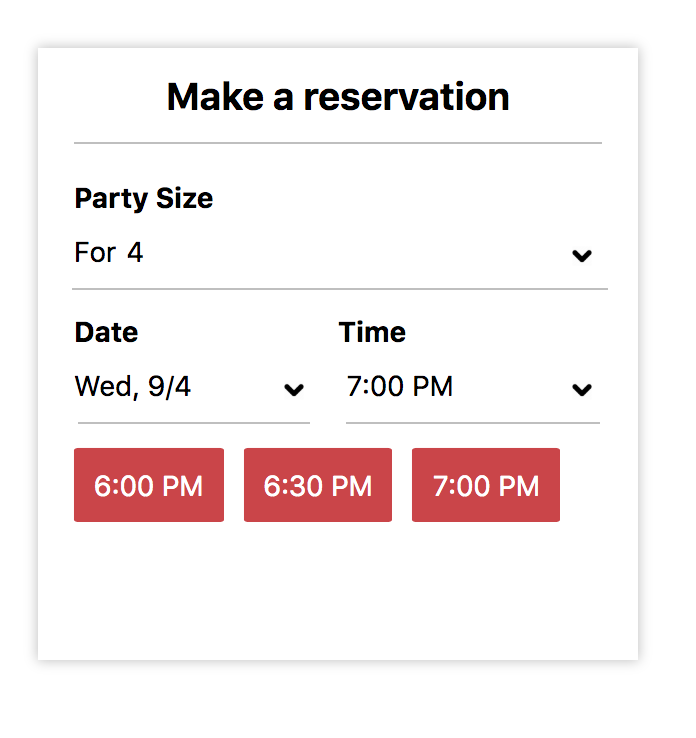 Make a reservation
Party Size
For 4
Date Time
Wed, 9/4 7:00 PM
6:00 PM 6:30 PM 7:00 PM